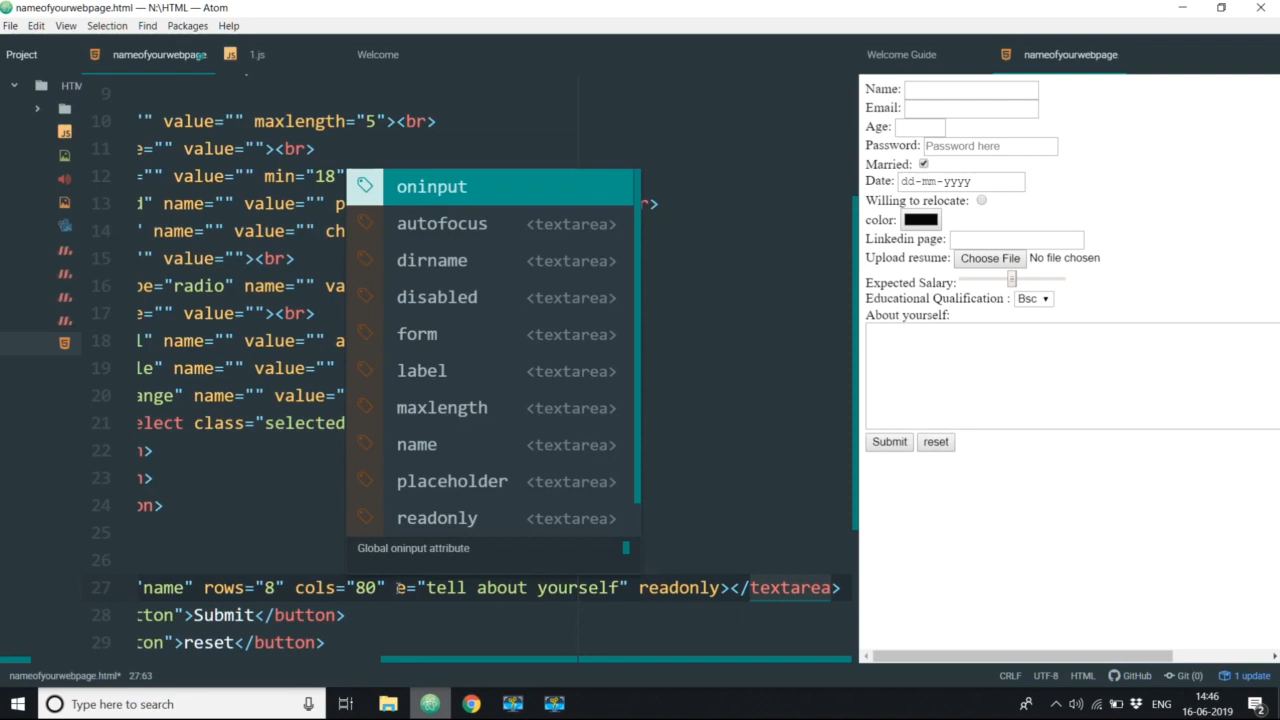 nameofyourwebpage.html — N:\HTML — Atom
File Edit View Selection Find Packages Help
Project nameofyourwebpage 1.js Welcome Welcome Guide nameofyourwebpage
HTM
9
10 "" value="" maxlength="5"><br>
11 e="" value=""><br>
12 e="" value="" min="18"
13 d" name="" value="" p r>
14 " name="" value="" ch
15 "" value=""><br>
16 pe="radio" name="" va
17 e="" value=""><br>
18 l" name="" value="" a
19 le" name="" value=""
20 ange" name="" value="
21 elect class="selected
22 n>
23 n>
24 on>
25
26
27 "name" rows="8" cols="80" e="tell about yourself" readonly></textarea>
28 tton">Submit</button>
29 ton">reset</button>
oninput
autofocus <textarea>
dirname <textarea>
disabled <textarea>
form <textarea>
label <textarea>
maxlength <textarea>
name <textarea>
placeholder <textarea>
readonly <textarea>
Global oninput attribute
Name:
Email:
Age:
Password: Password here
Married:
Date: dd-mm-yyyy
Willing to relocate:
color:
Linkedin page:
Upload resume: Choose File No file chosen
Expected Salary:
Educational Qualification : Bsc
About yourself:
Submit reset
nameofyourwebpage.html* 27:63 CRLF UTF-8 HTML GitHub Git (0) 1 update
Type here to search ENG 14:46
16-06-2019 2